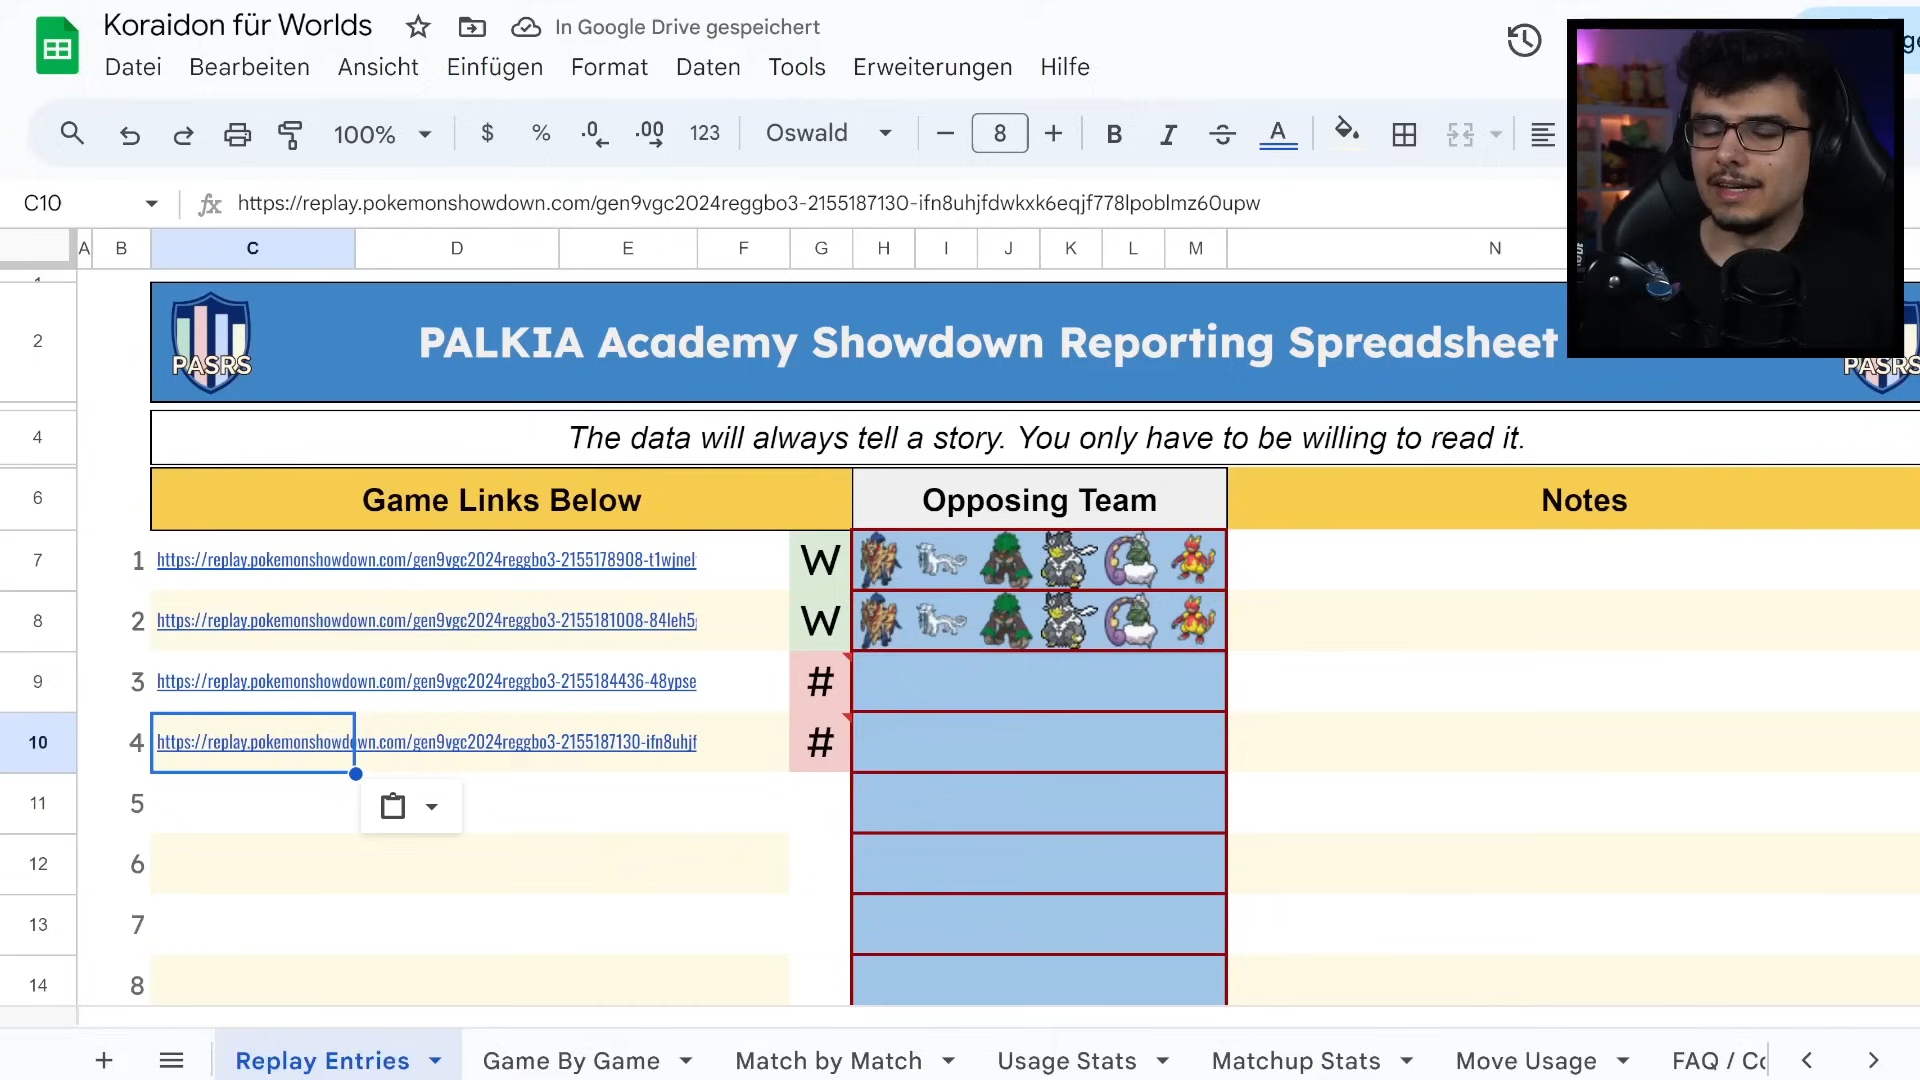 Koraidon für Worlds
In Google Drive gespeichert
Datei Bearbeiten Ansicht Einfügen Format Daten Tools Erweiterungen Hilfe
100% $ % .0 .00 123 Oswald 8 B I A
C10 fx https://replay.pokemonshowdown.com/gen9vgc2024reggbo3-2155187130-ifn8uhjfdwkxk6eqjf778lpoblmz60upw
A B C D E F G H I J K L M N
2 PASRS PALKIA Academy Showdown Reporting Spreadsheet PASRS
4 The data will always tell a story. You only have to be willing to read it.
6 Game Links Below Opposing Team Notes
7 1 https://replay.pokemonshowdown.com/gen9vgc2024reggbo3-2155178908-t1wjnel W
8 2 https://replay.pokemonshowdown.com/gen9vgc2024reggbo3-2155181008-84leh5 W
9 3 https://replay.pokemonshowdown.com/gen9vgc2024reggbo3-2155184436-48ypse #
10 4 https://replay.pokemonshowdown.com/gen9vgc2024reggbo3-2155187130-ifn8uhjf #
11 5
12 6
13 7
14 8
Replay Entries Game By Game Match by Match Usage Stats Matchup Stats Move Usage FAQ / Co